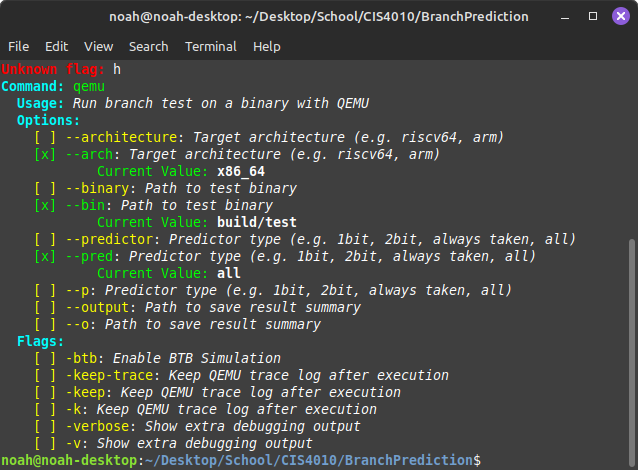 noah@noah-desktop: ~/Desktop/School/CIS4010/BranchPrediction
File Edit View Search Terminal Help
Unknown flag: h
Command: qemu
Usage: Run branch test on a binary with QEMU
Options:
[ ] --architecture: Target architecture (e.g. riscv64, arm)
[x] --arch: Target architecture (e.g. riscv64, arm)
Current Value: x86_64
[ ] --binary: Path to test binary
[x] --bin: Path to test binary
Current Value: build/test
[ ] --predictor: Predictor type (e.g. 1bit, 2bit, always taken, all)
[x] --pred: Predictor type (e.g. 1bit, 2bit, always taken, all)
Current Value: all
[ ] --p: Predictor type (e.g. 1bit, 2bit, always taken, all)
[ ] --output: Path to save result summary
[ ] --o: Path to save result summary
Flags:
[ ] -btb: Enable BTB Simulation
[ ] -keep-trace: Keep QEMU trace log after execution
[ ] -keep: Keep QEMU trace log after execution
[ ] -k: Keep QEMU trace log after execution
[ ] -verbose: Show extra debugging output
[ ] -v: Show extra debugging output
noah@noah-desktop:~/Desktop/School/CIS4010/BranchPrediction$